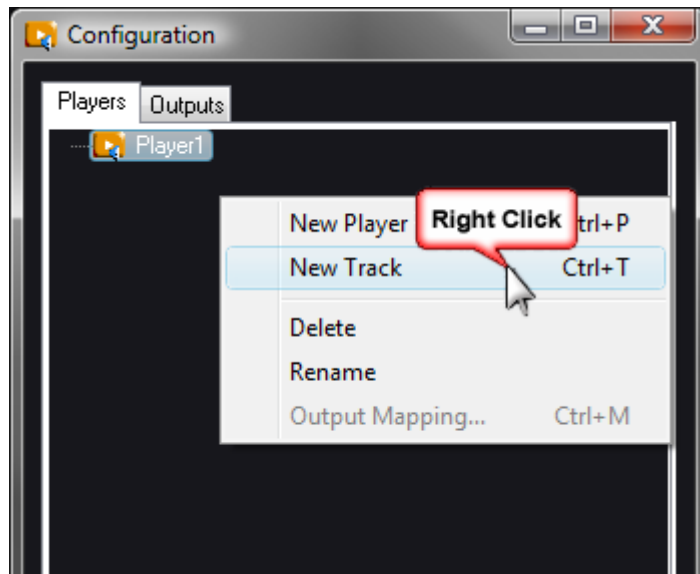 Configuration
Players Outputs
Player1
New Player trl+P
Right Click
New Track Ctrl+T
Delete
Rename
Output Mapping... Ctrl+M